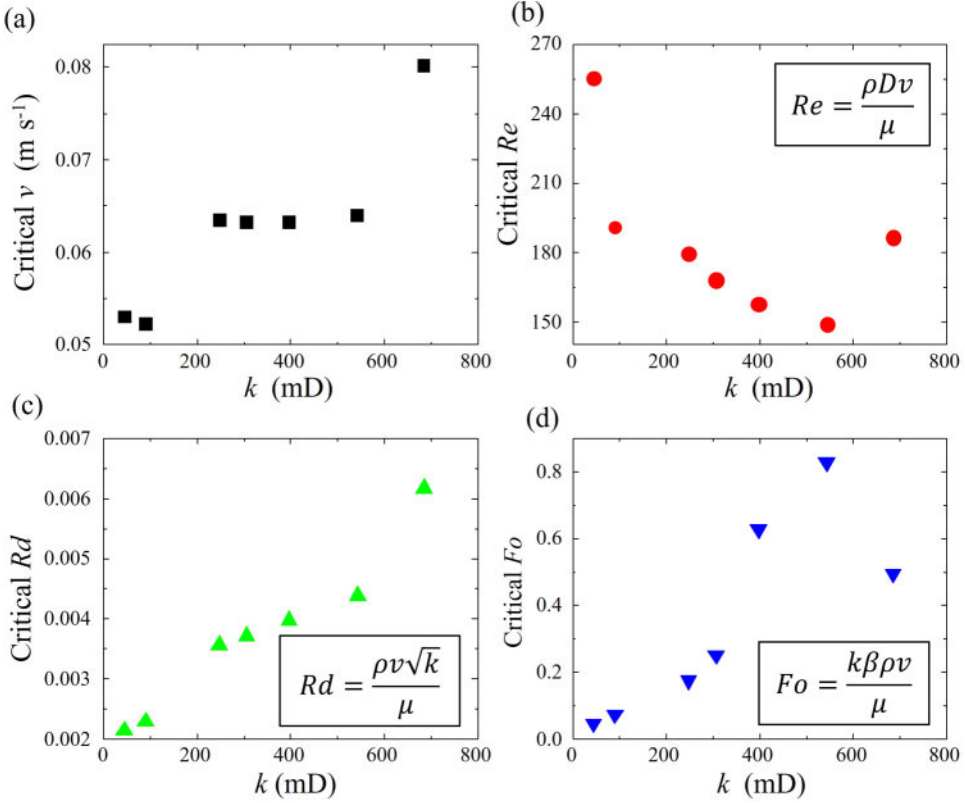 (a)
0.08
0.07
0.06
0.05
Critical v (m s⁻¹)
0 200 400 600 800
k (mD)
(b)
270
240
210
180
150
Critical Re
Re = ρDv/μ
0 200 400 600 800
k (mD)
(c)
0.007
0.006
0.005
0.004
0.003
0.002
Critical Rd
Rd = ρv√k/μ
0 200 400 600 800
k (mD)
(d)
0.8
0.6
0.4
0.2
0.0
Critical Fo
Fo = kβρv/μ
0 200 400 600 800
k (mD)